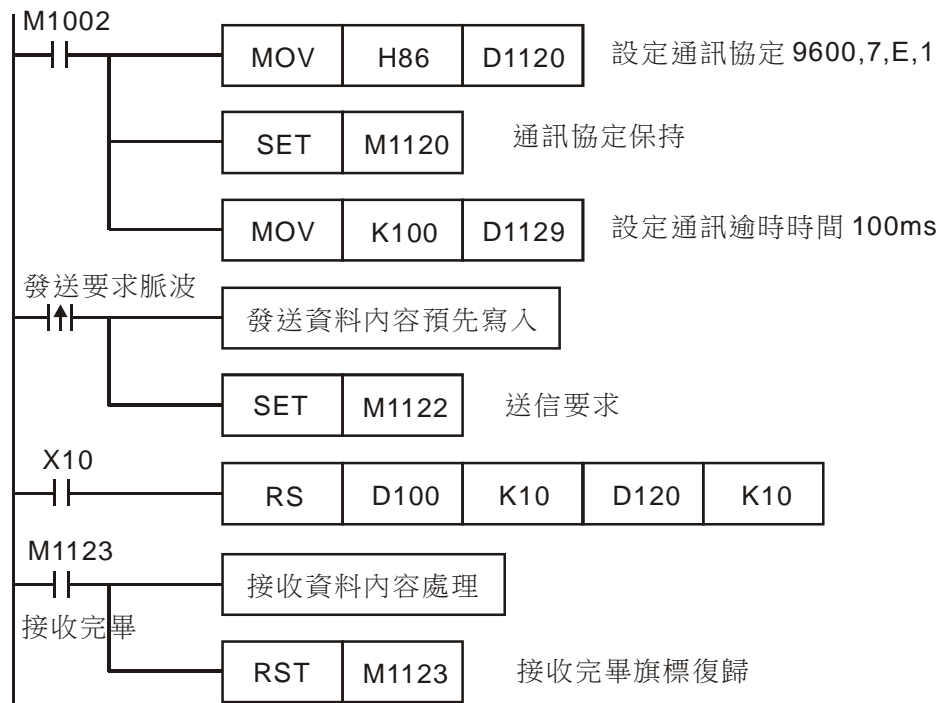 M1002
MOV H86 D1120 設定通訊協定 9600,7,E,1
SET M1120 通訊協定保持
MOV K100 D1129 設定通訊逾時時間 100ms
發送要求脈波
發送資料內容預先寫入
SET M1122 送信要求
X10
RS D100 K10 D120 K10
M1123
接收資料內容處理
接收完畢
RST M1123 接收完畢旗標復歸